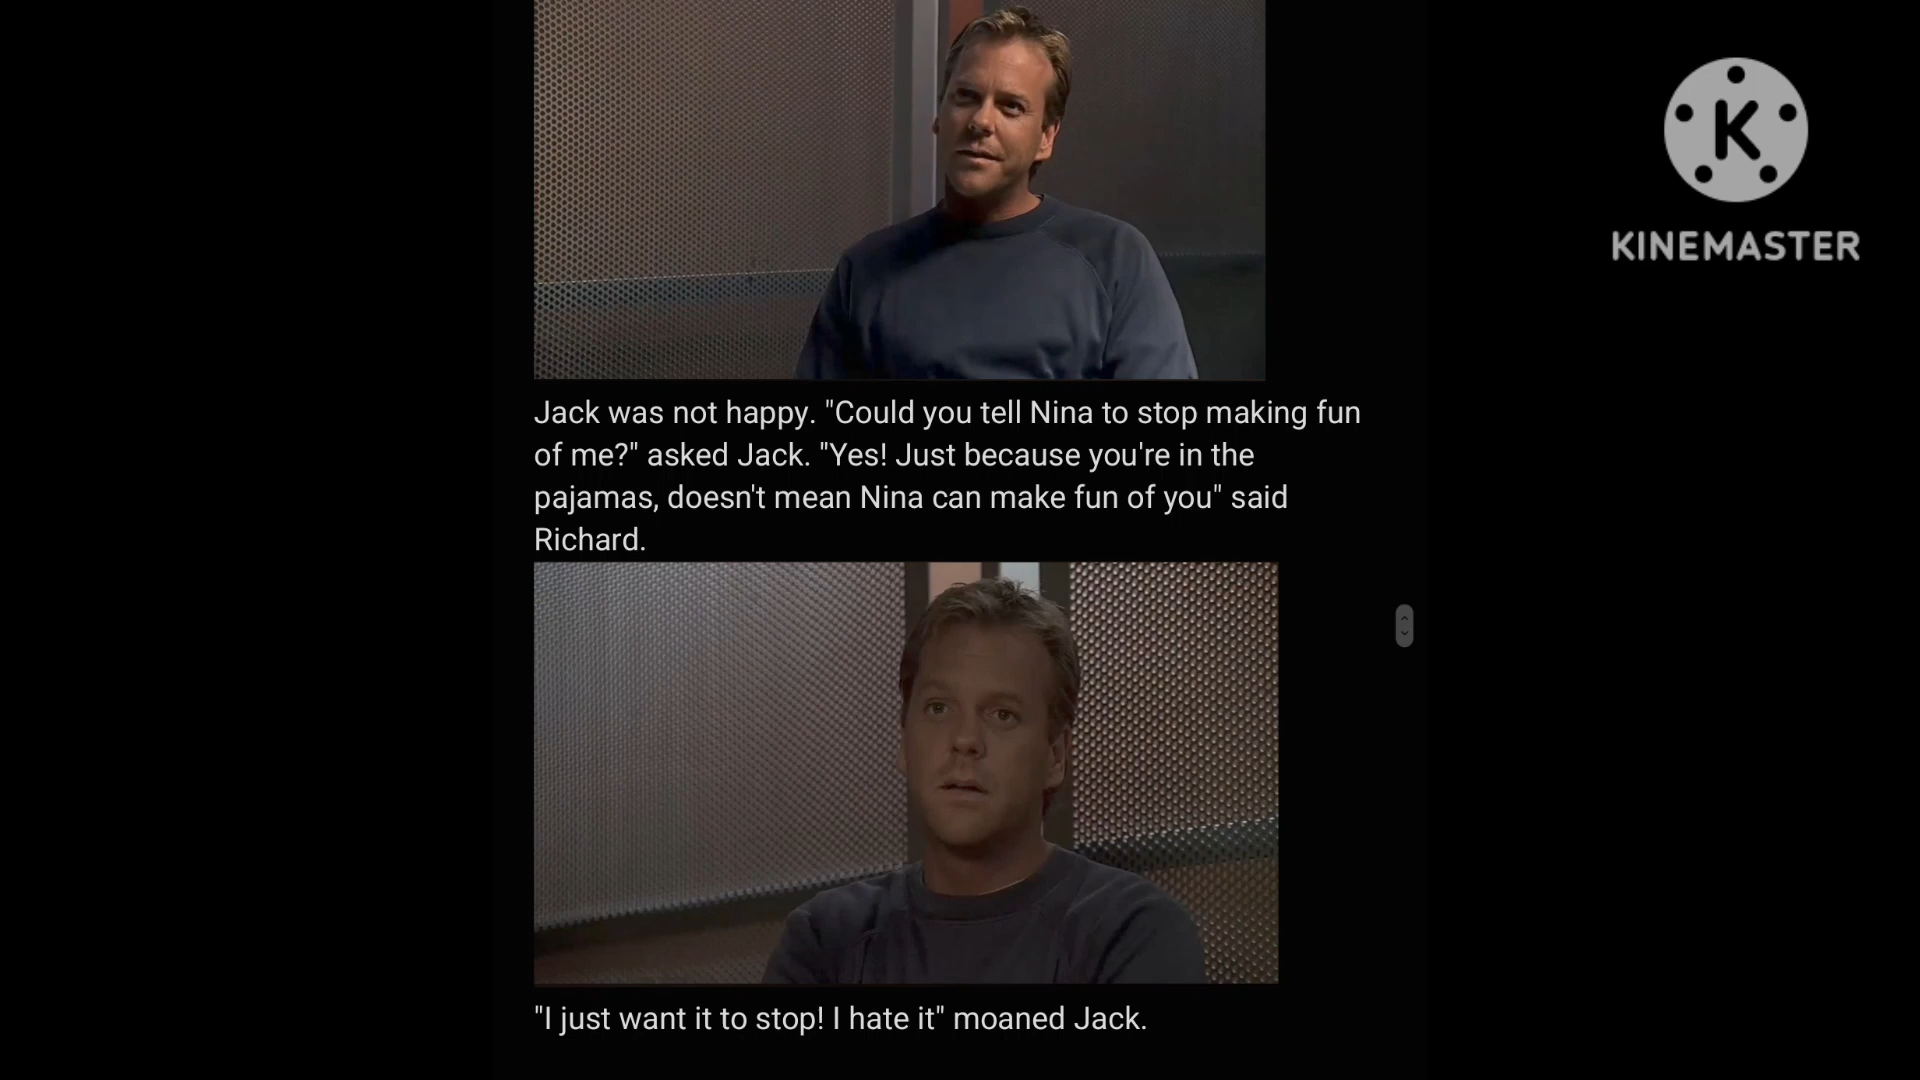 K
KINEMASTER
Jack was not happy. "Could you tell Nina to stop making fun
of me?" asked Jack. "Yes! Just because you're in the
pajamas, doesn't mean Nina can make fun of you" said
Richard.
"I just want it to stop! I hate it" moaned Jack.